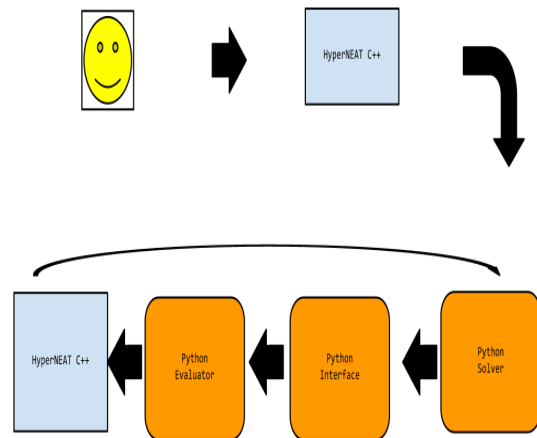 HyperNEAT C++
HyperNEAT C++
Python
Evaluator
Python
Interface
Python
Solver